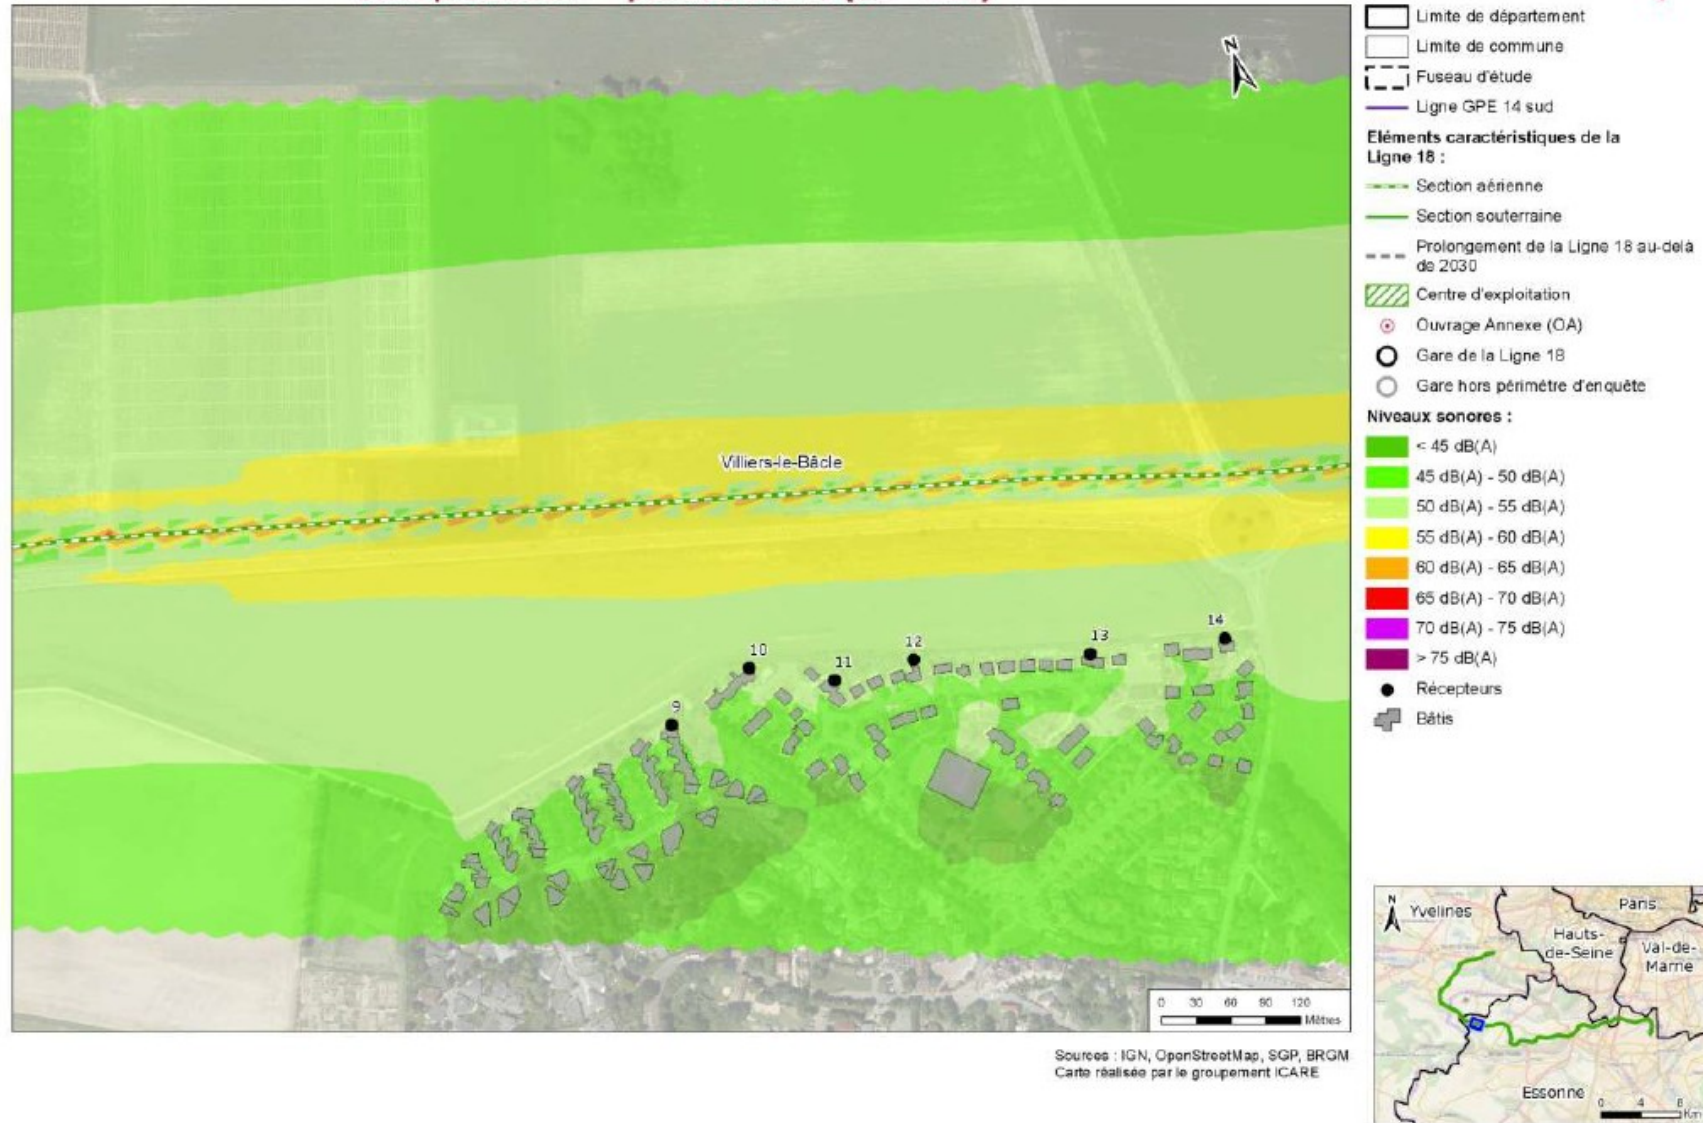 N
Villiers-le-Bâcle
9
10
11
12
13
14
0 30 60 90 120
Mètres
Sources : IGN, OpenStreetMap, SGP, BRGM
Carte réalisée par le groupement ICARE
Limite de département
Limite de commune
Fuseau d'étude
Ligne GPE 14 sud
Eléments caractéristiques de la
Ligne 18 :
Section aérienne
Section souterraine
Prolongement de la Ligne 18 au-delà
de 2030
Centre d'exploitation
Ouvrage Annexe (OA)
Gare de la Ligne 18
Gare hors périmètre d'enquête
Niveaux sonores :
< 45 dB(A)
45 dB(A) - 50 dB(A)
50 dB(A) - 55 dB(A)
55 dB(A) - 60 dB(A)
60 dB(A) - 65 dB(A)
65 dB(A) - 70 dB(A)
70 dB(A) - 75 dB(A)
> 75 dB(A)
Récepteurs
Bâtis
N
Yvelines
Paris
Hauts-
de-Seine
Val-de-
Marne
Essonne
0 4 8
Km